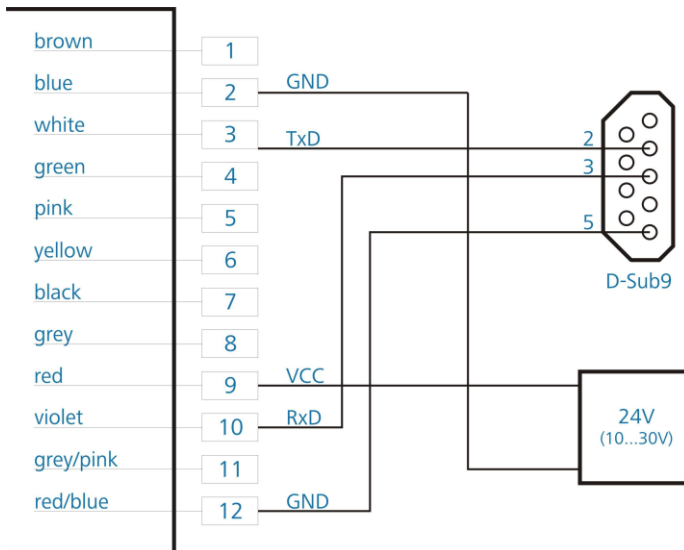 brown 1
blue 2 GND
white 3 TxD 2
green 4 3
pink 5 5
yellow 6
black 7 D-Sub9
grey 8
red 9 VCC
violet 10 RxD 24V
(10...30V)
grey/pink 11
red/blue 12 GND